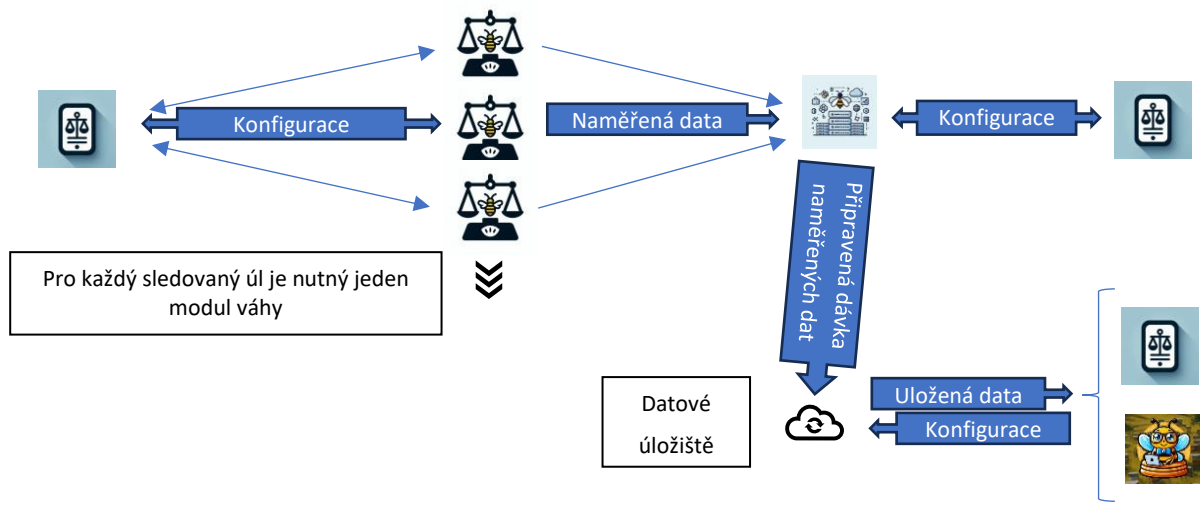 Konfigurace
Naměřená data
Konfigurace
Připravená dávka
naměřených dat
Pro každý sledovaný úl je nutný jeden
modul váhy
Datové
úložiště
Uložená data
Konfigurace